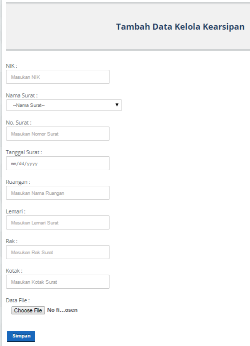 Tambah Data Kelola Kearsipan
NIK :
Masukan NIK
Nama Surat :
--Nama Surat--
No. Surat :
Masukan Nomor Surat
Tanggal Surat :
mm/dd/yyyy
Ruangan :
Masukan Nama Ruangan
Lemari :
Masukan Lemari Surat
Rak :
Masukan Rak Surat
Kotak :
Masukan Kotak Surat
Data File :
Choose File No fi...osen
Simpan